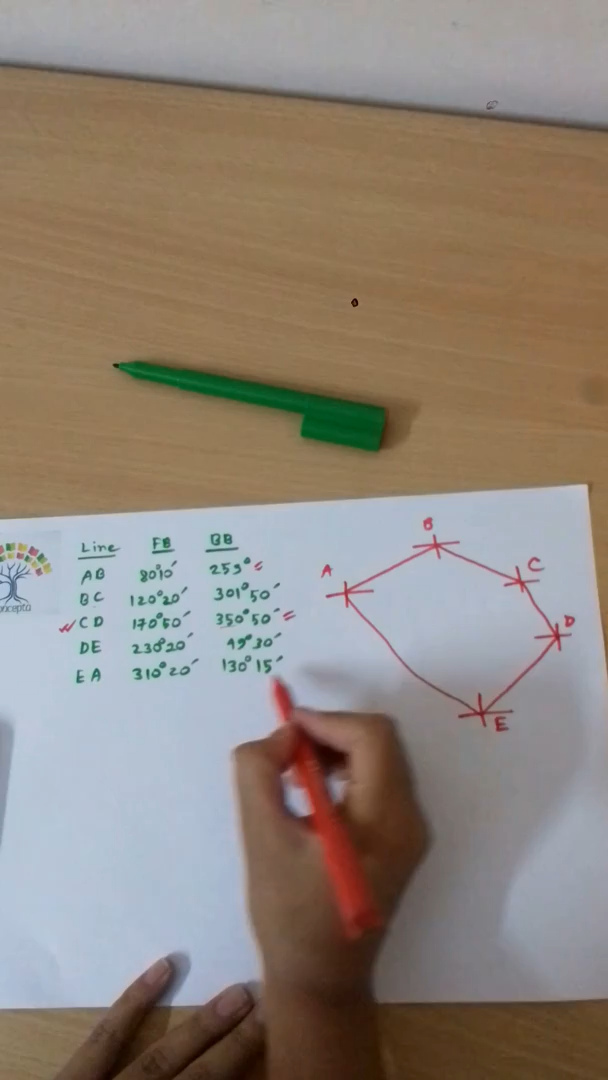 Line FB BB
AB 80°10′ 259°
BC 120°20′ 301°50′
CD 170°50′ 350°50′
DE 230°20′ 49°30′
EA 310°20′ 130°15′
B
A
C
D
E